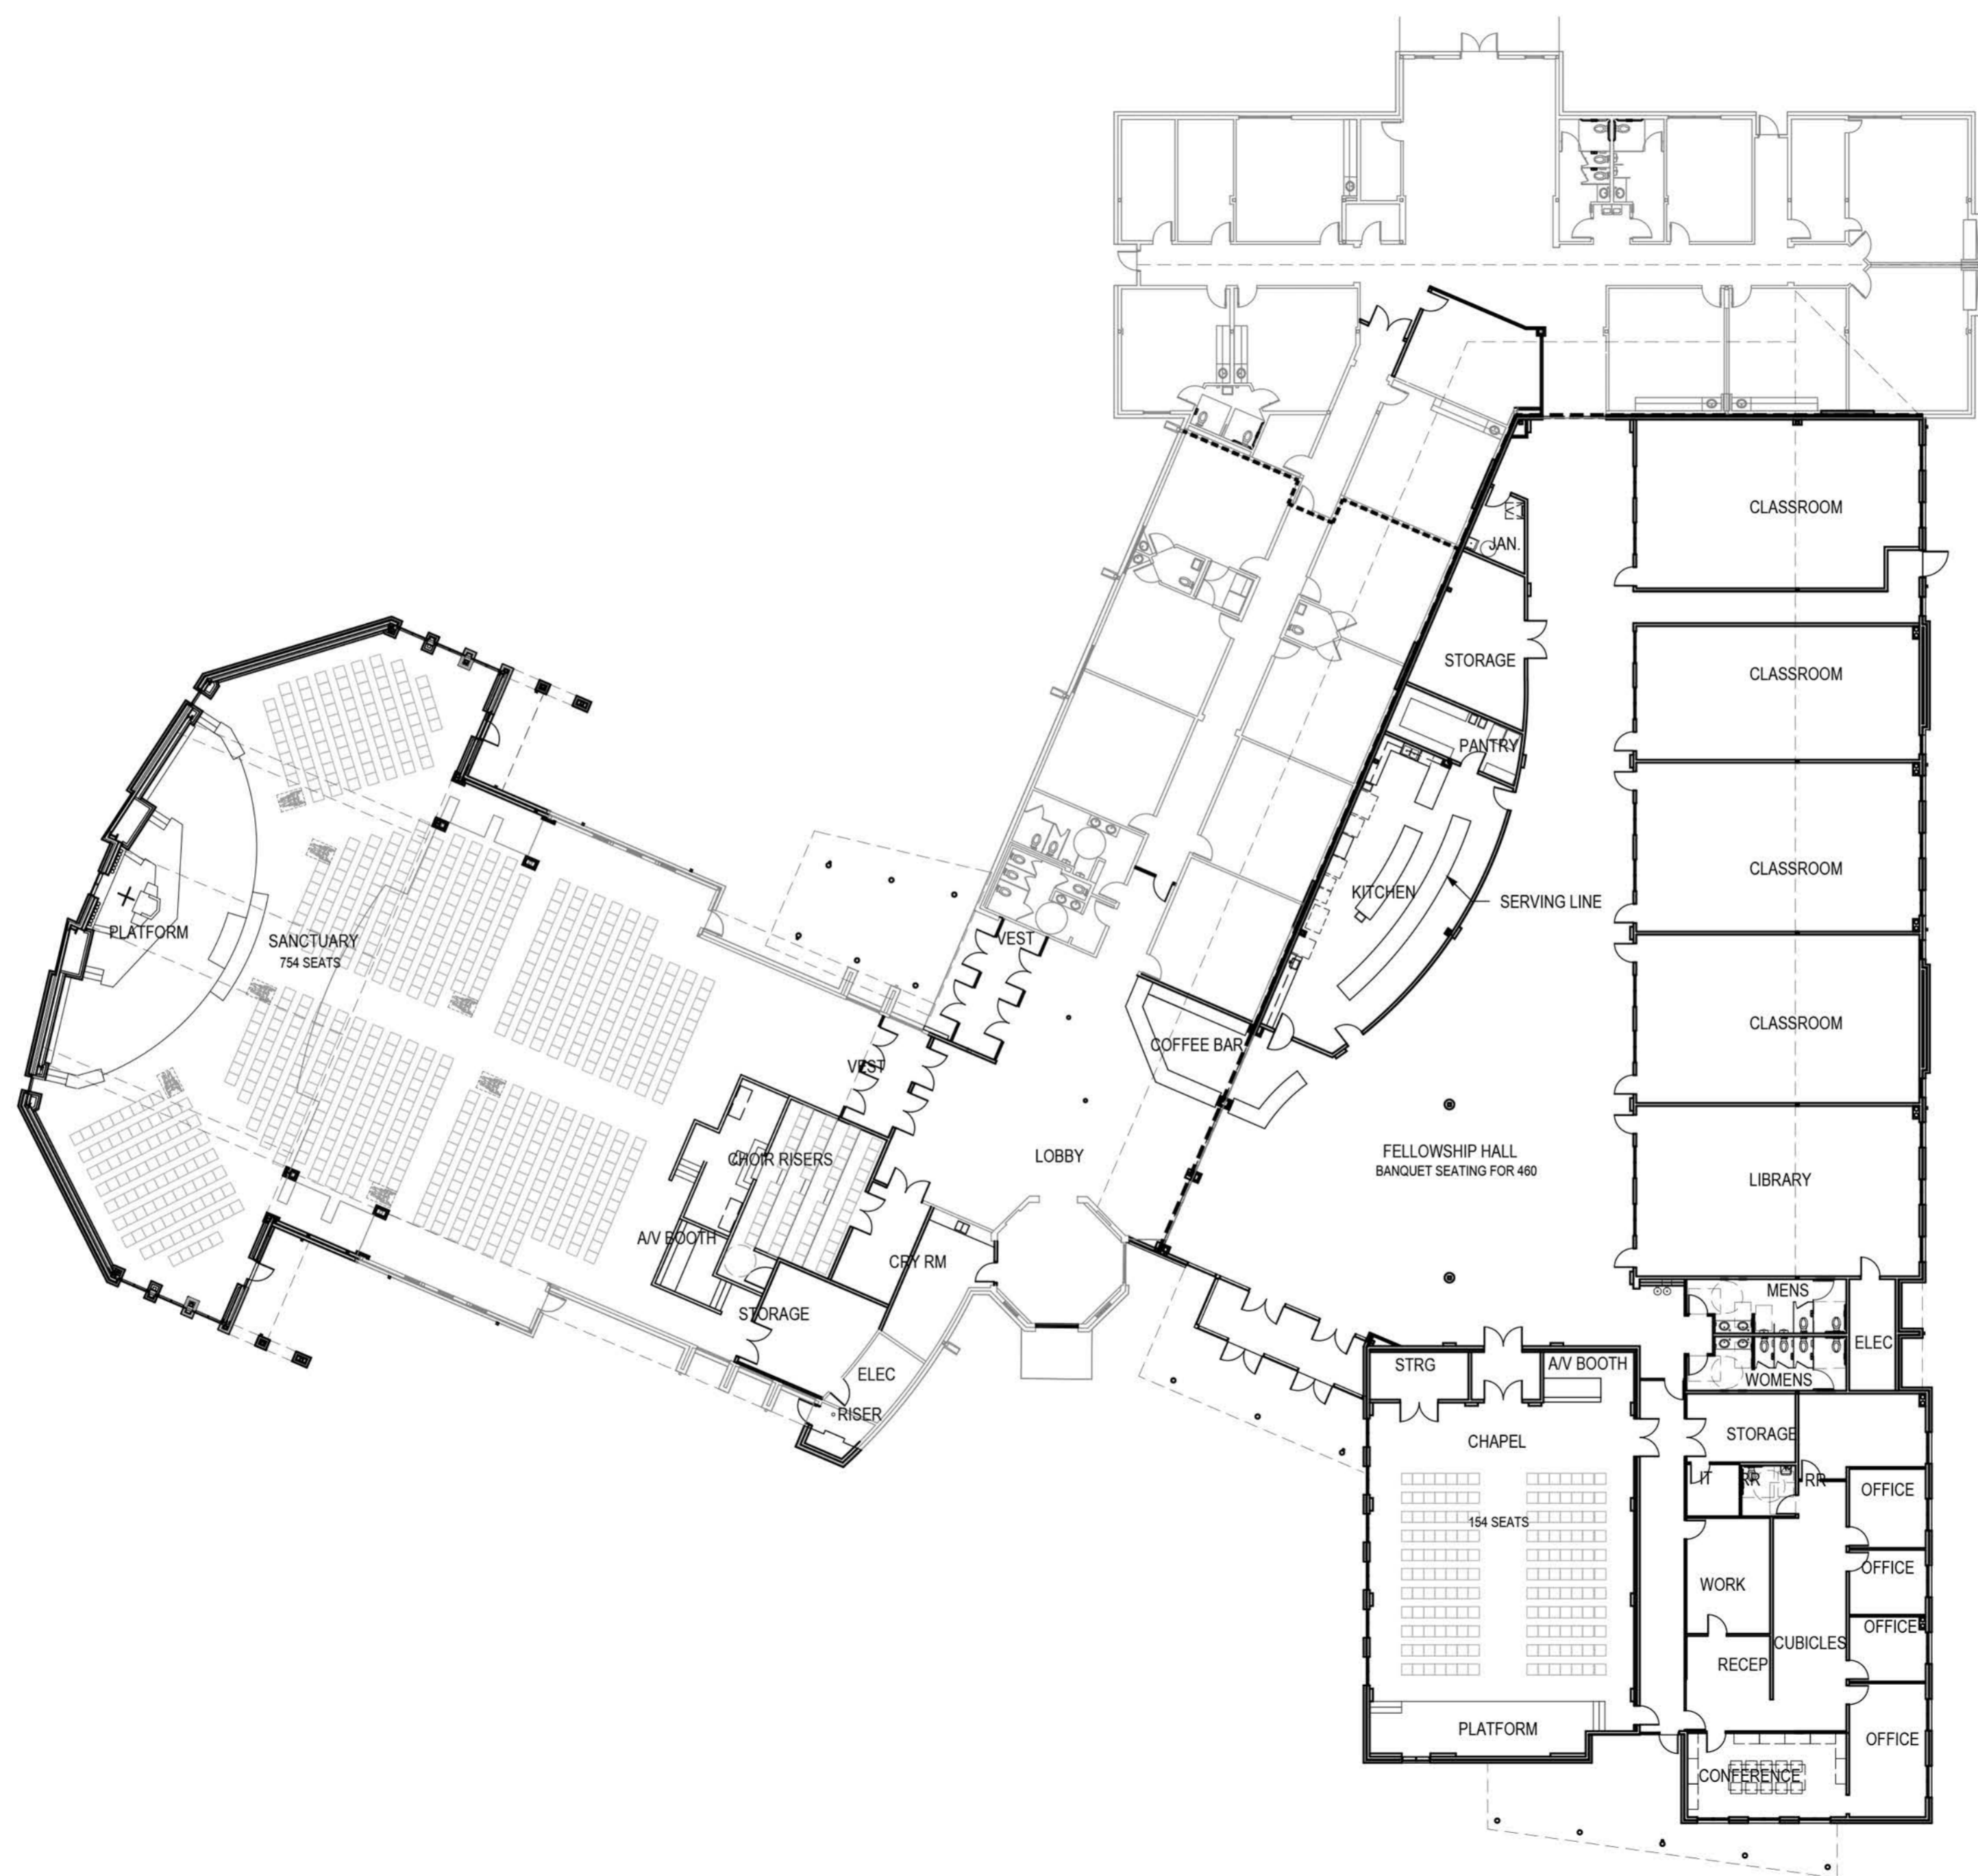 CLASSROOM
JAN.
STORAGE
CLASSROOM
PANTRY
CLASSROOM
KITCHEN
SERVING LINE
PLATFORM
SANCTUARY
754 SEATS
VEST
CLASSROOM
COFFEE BAR
VEST
CHOIR RISERS
LOBBY
FELLOWSHIP HALL
BANQUET SEATING FOR 460
LIBRARY
A/V BOOTH
CRY RM
STORAGE
MENS
ELEC
STRG
A/V BOOTH
ELEC
WOMENS
RISER
CHAPEL
STORAGE
IT
RR
RR
OFFICE
154 SEATS
OFFICE
WORK
OFFICE
CUBICLES
RECEP
PLATFORM
OFFICE
CONFERENCE